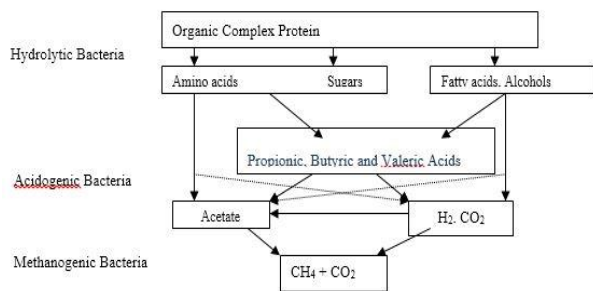 Organic Complex Protein
Hydrolytic Bacteria
Amino acids Sugars
Fatty acids. Alcohols
Propionic, Butyric and Valeric Acids
Acidogenic Bacteria
Acetate
H2. CO2
Methanogenic Bacteria
CH4 + CO2